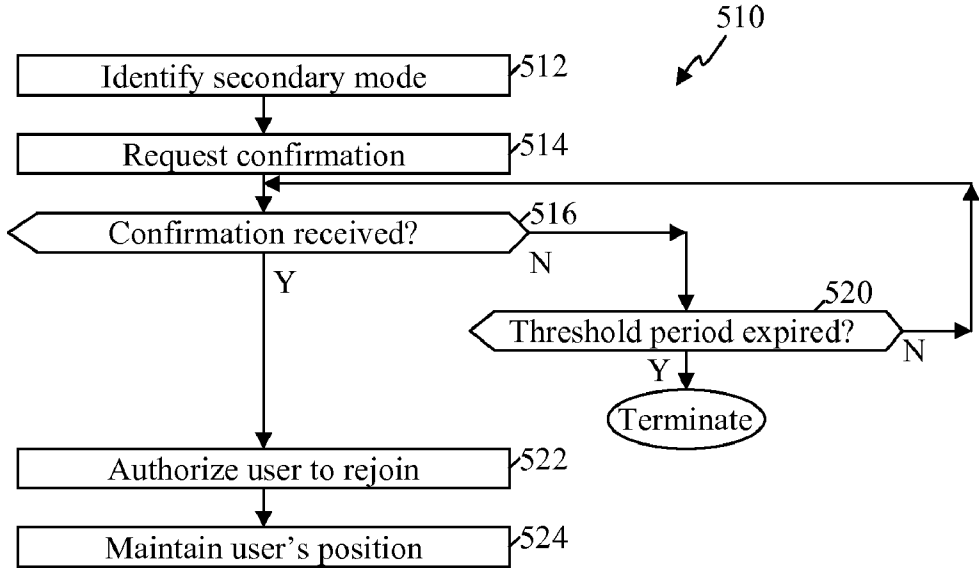 510
Identify secondary mode
512
Request confirmation
514
Confirmation received?
516
N
Y
Threshold period expired?
520
N
Y
Terminate
Authorize user to rejoin
522
Maintain user's position
524